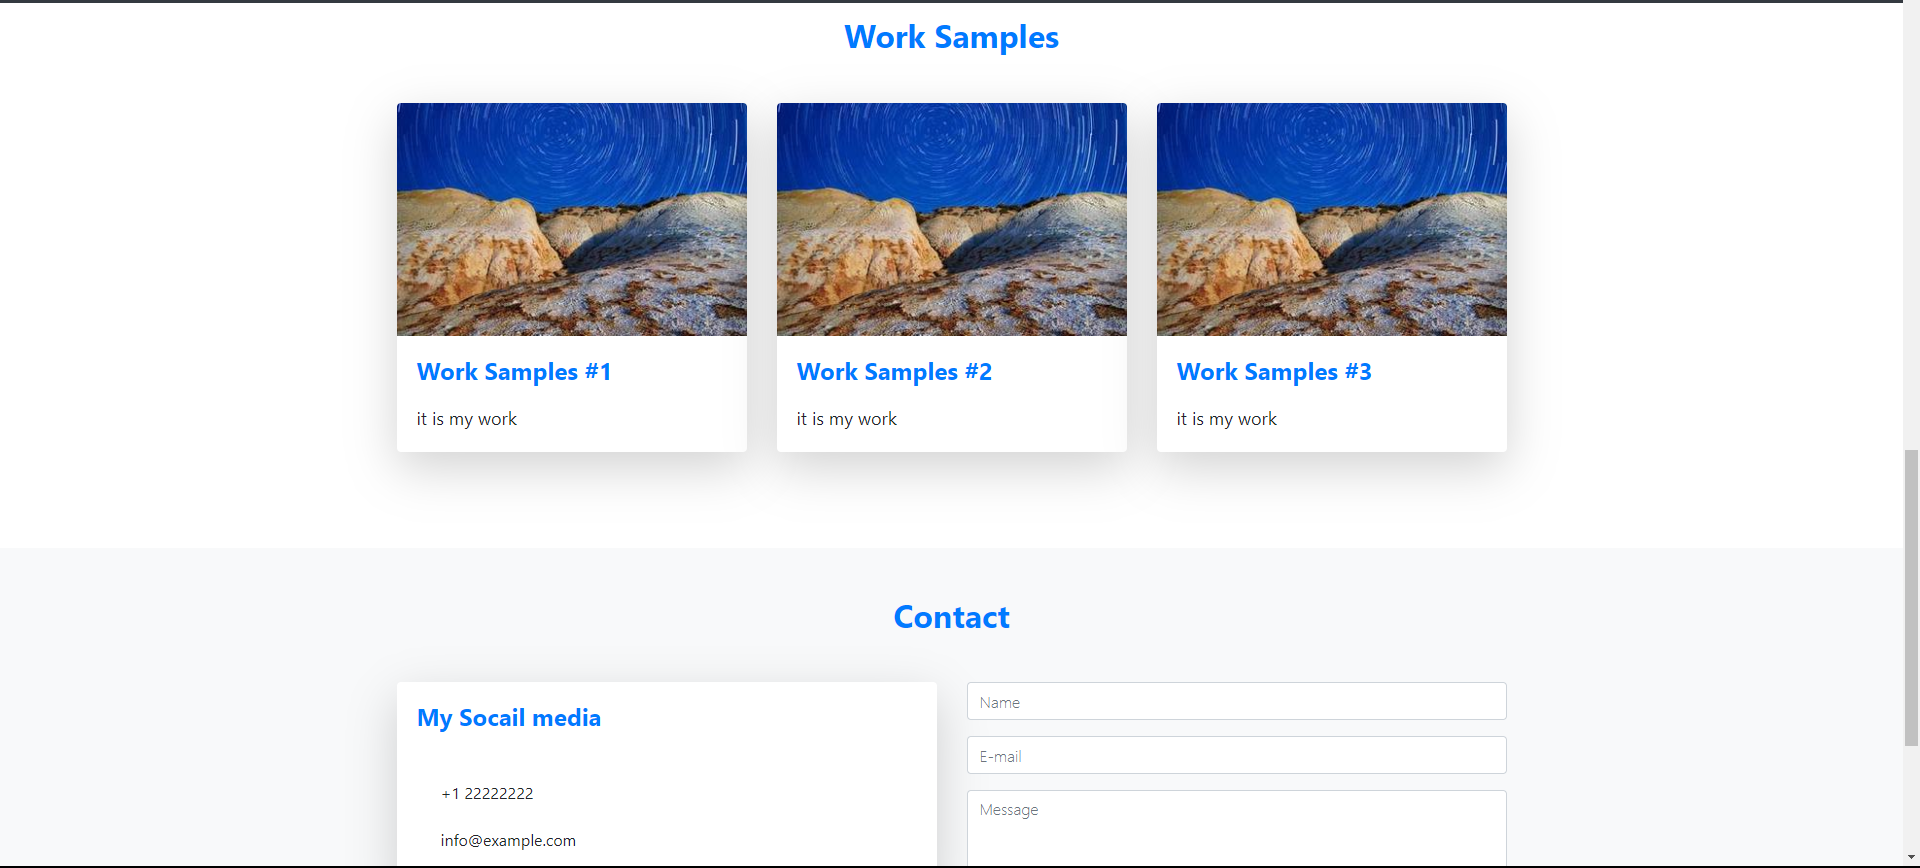 Work Samples
Work Samples #1
it is my work
Work Samples #2
it is my work
Work Samples #3
it is my work
Contact
My Socail media
+1 22222222
info@example.com
Name
E-mail
Message